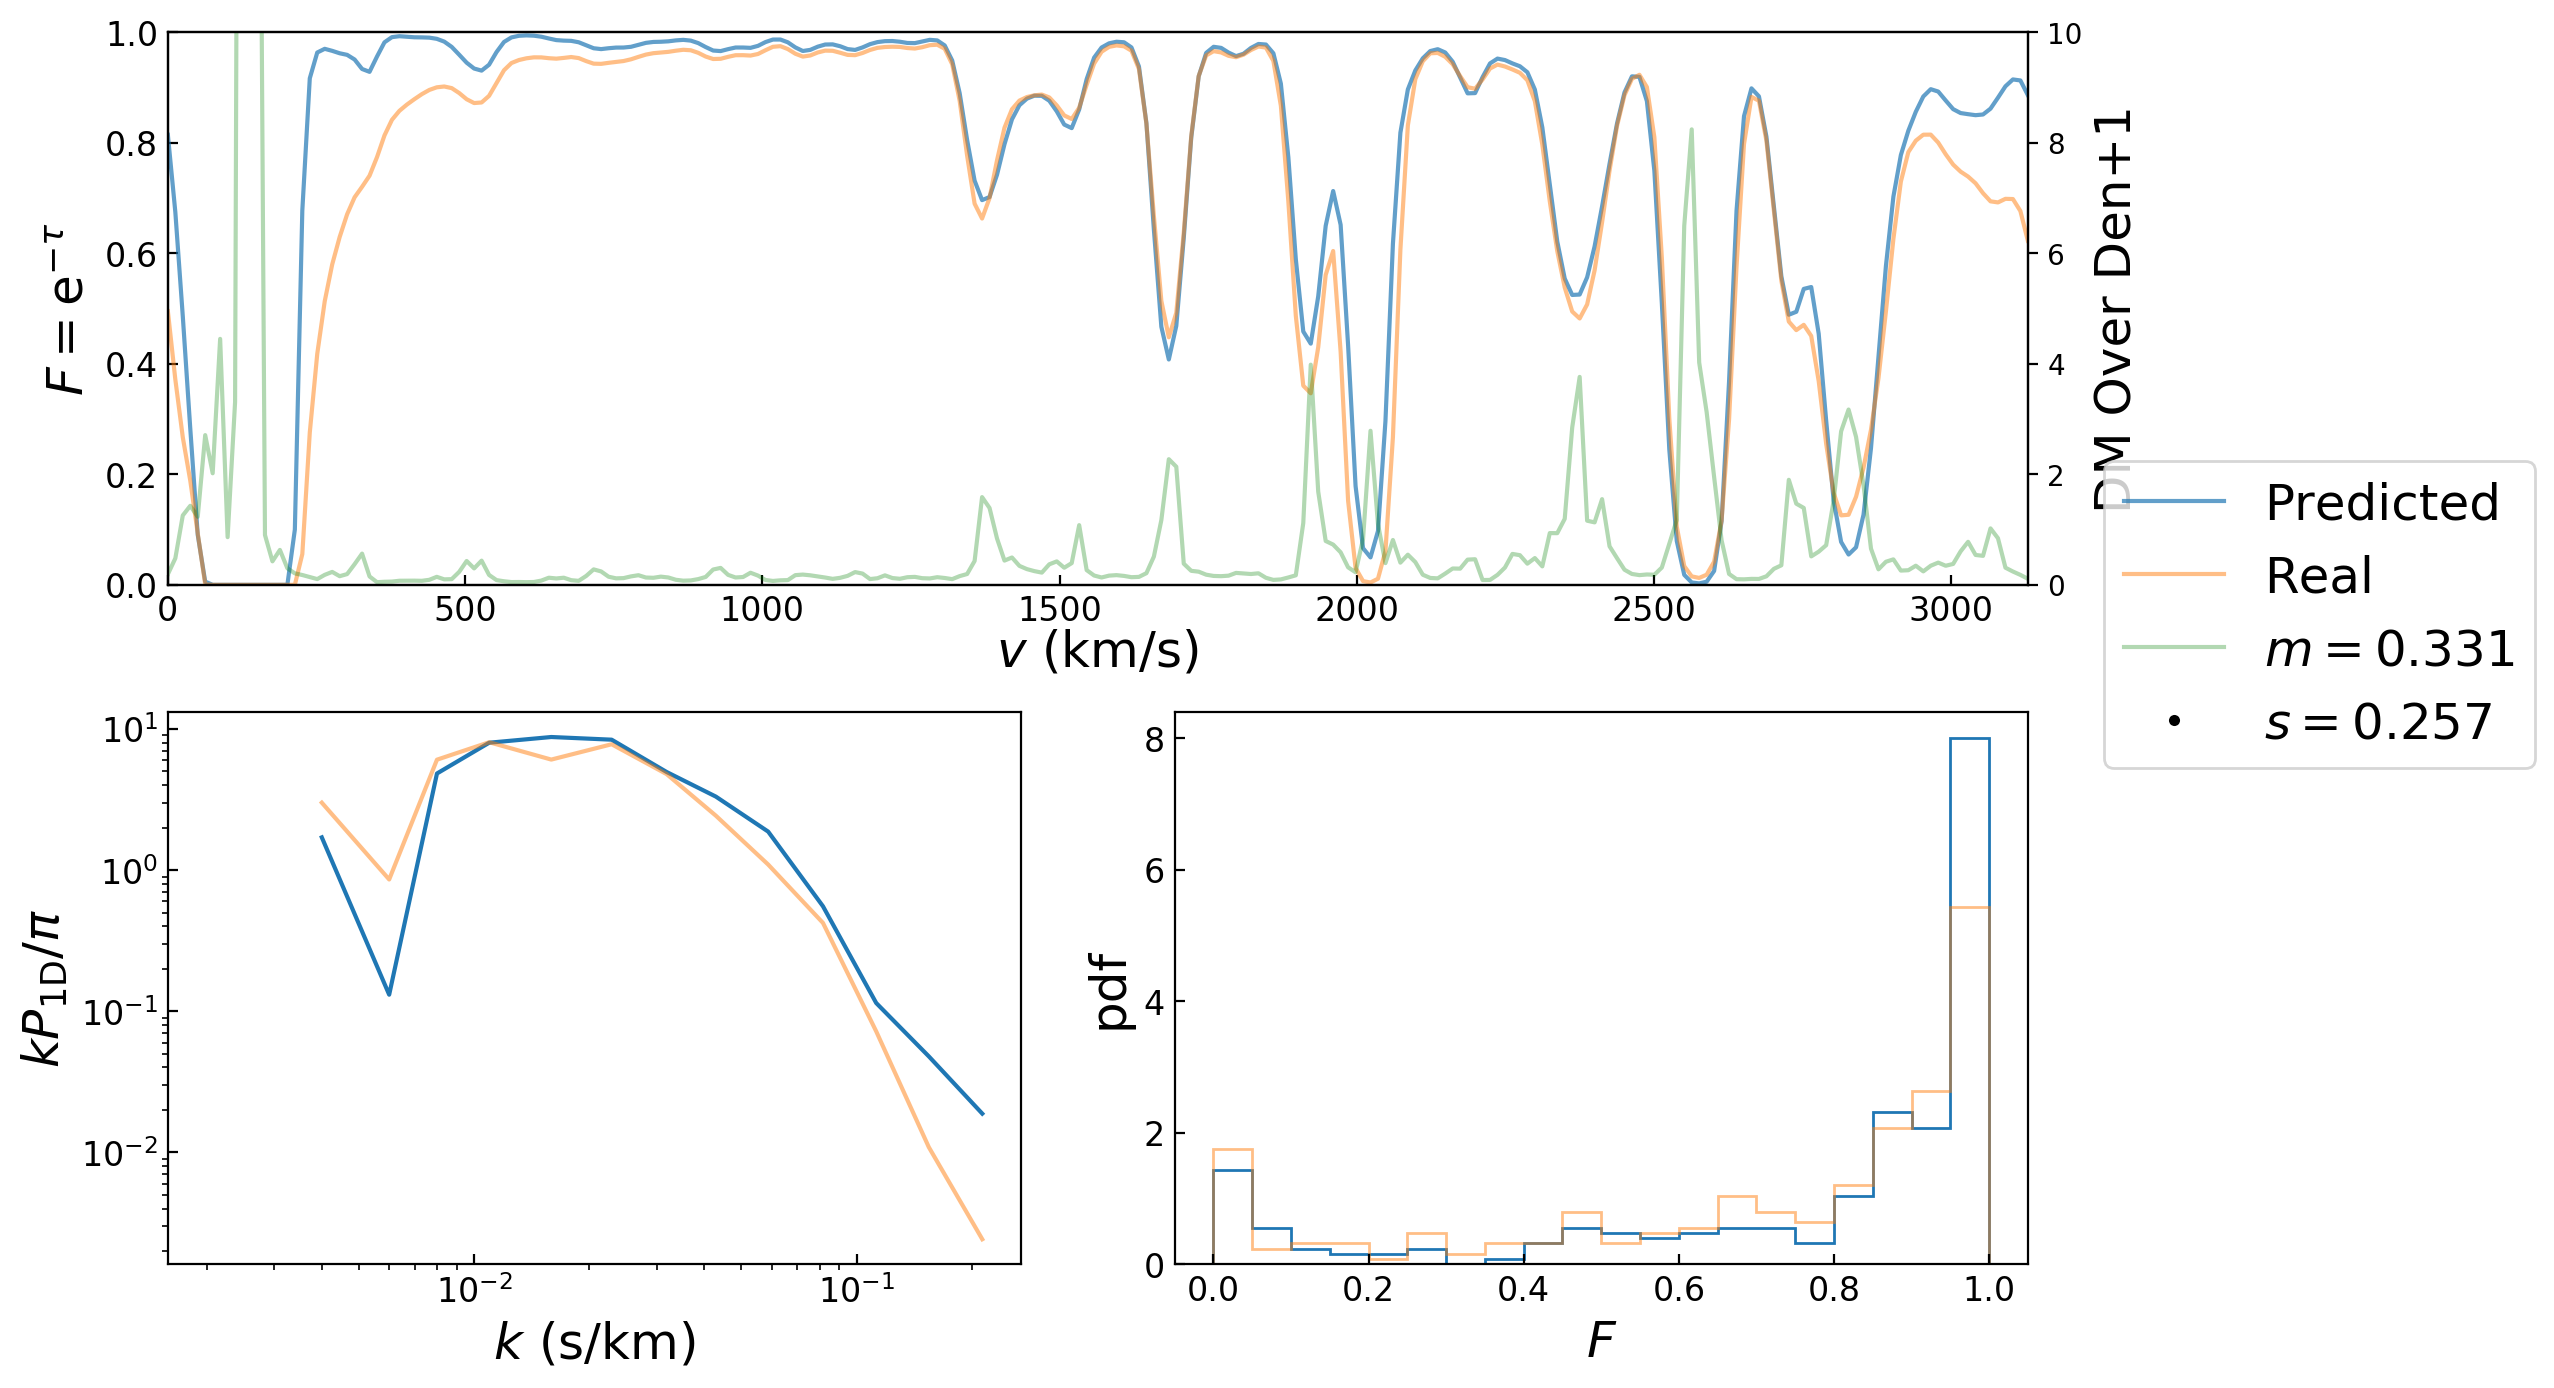 1.0
0.8
0.6
0.4
0.2
0.0
F = e^{−τ}
10
8
6
4
2
0
DM Over Den+1
0 500 1000 1500 2000 2500 3000
v (km/s)
Predicted
Real
m = 0.331
s = 0.257
10^1
10^0
10^{−1}
10^{−2}
kP_{1D}/π
10^{−2} 10^{−1}
k (s/km)
8
6
4
2
0
pdf
0.0 0.2 0.4 0.6 0.8 1.0
F